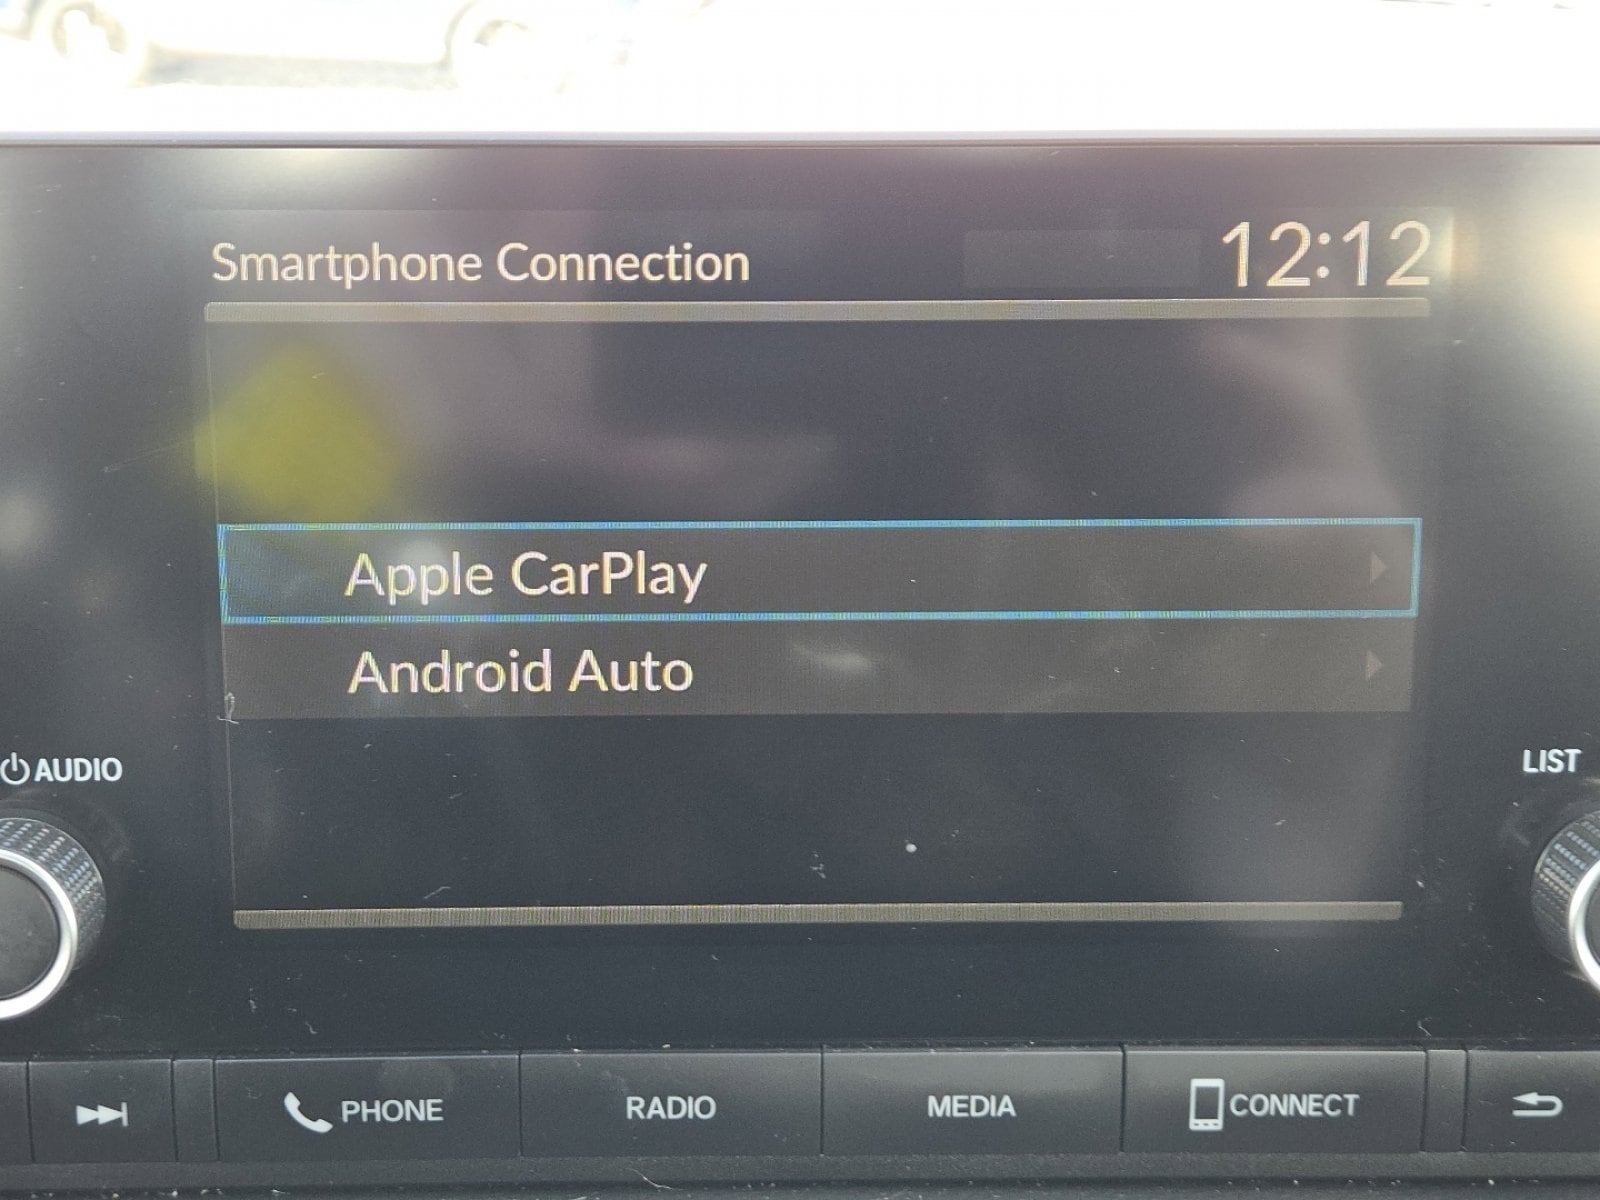 Smartphone Connection
12:12
Apple CarPlay
Android Auto
AUDIO
LIST
PHONE
RADIO
MEDIA
CONNECT